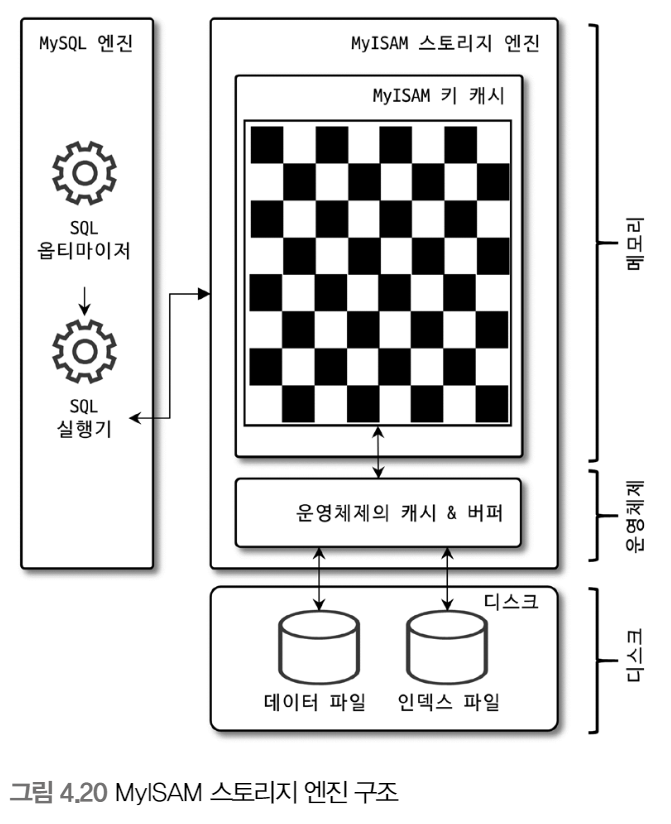 MySQL 엔진
SQL
옵티마이저
SQL
실행기
MyISAM 스토리지 엔진
MyISAM 키 캐시
운영체제의 캐시 & 버퍼
디스크
데이터 파일
인덱스 파일
메모리
운영체제
디스크
그림 4.20 MyISAM 스토리지 엔진 구조